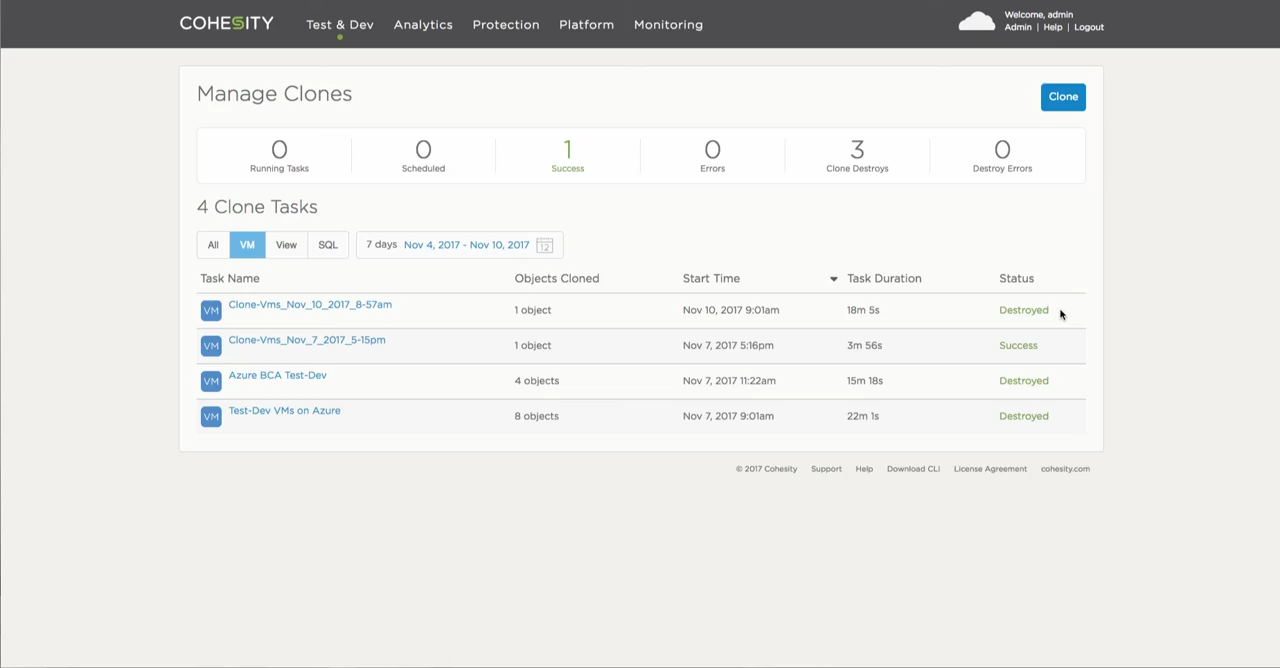 COHESITY Test & Dev Analytics Protection Platform Monitoring
Welcome, admin
Admin | Help | Logout
Manage Clones
Clone
0 0 1 0 3 0
Running Tasks Scheduled Success Errors Clone Destroys Destroy Errors
4 Clone Tasks
All VM View SQL 7 days Nov 4, 2017 - Nov 10, 2017 12
Task Name Objects Cloned Start Time Task Duration Status
VM Clone-Vms_Nov_10_2017_8-57am 1 object Nov 10, 2017 9:01am 18m 5s Destroyed
VM Clone-Vms_Nov_7_2017_5-15pm 1 object Nov 7, 2017 5:16pm 3m 56s Success
VM Azure BCA Test-Dev 4 objects Nov 7, 2017 11:22am 15m 18s Destroyed
VM Test-Dev VMs on Azure 8 objects Nov 7, 2017 9:01am 22m 1s Destroyed
© 2017 Cohesity Support Help Download CLI License Agreement cohesity.com